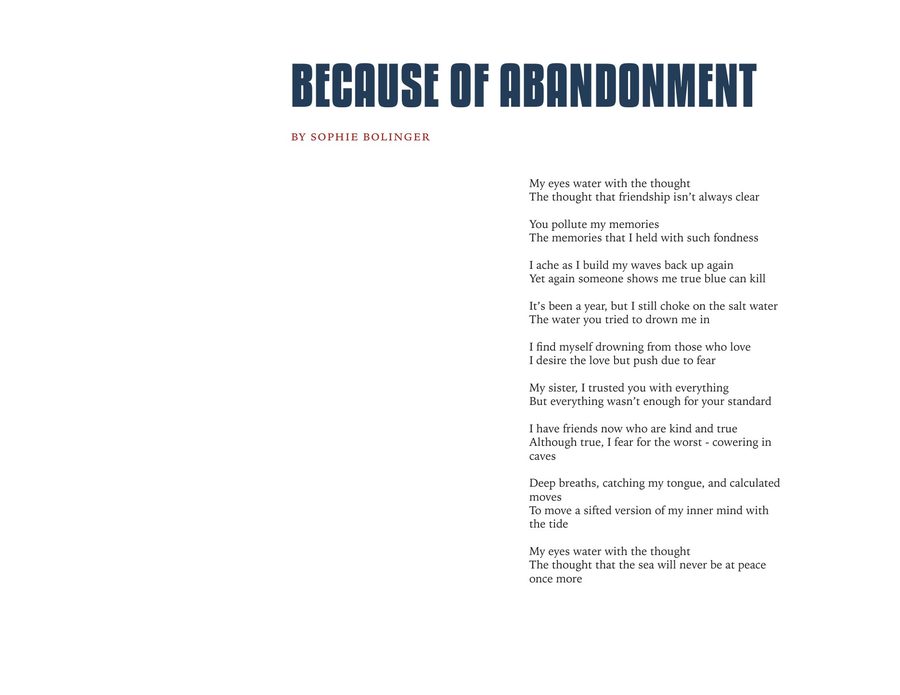 BECAUSE OF ABANDONMENT
BY SOPHIE BOLINGER
My eyes water with the thought
The thought that friendship isn’t always clear
You pollute my memories
The memories that I held with such fondness
I ache as I build my waves back up again
Yet again someone shows me true blue can kill
It’s been a year, but I still choke on the salt water
The water you tried to drown me in
I find myself drowning from those who love
I desire the love but push due to fear
My sister, I trusted you with everything
But everything wasn’t enough for your standard
I have friends now who are kind and true
Although true, I fear for the worst - cowering in
caves
Deep breaths, catching my tongue, and calculated
moves
To move a sifted version of my inner mind with
the tide
My eyes water with the thought
The thought that the sea will never be at peace
once more